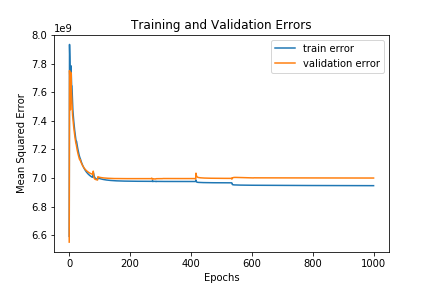 Training and Validation Errors
1e9
8.0
7.8
7.6
7.4
7.2
7.0
6.8
6.6
Mean Squared Error
train error
validation error
0 200 400 600 800 1000
Epochs